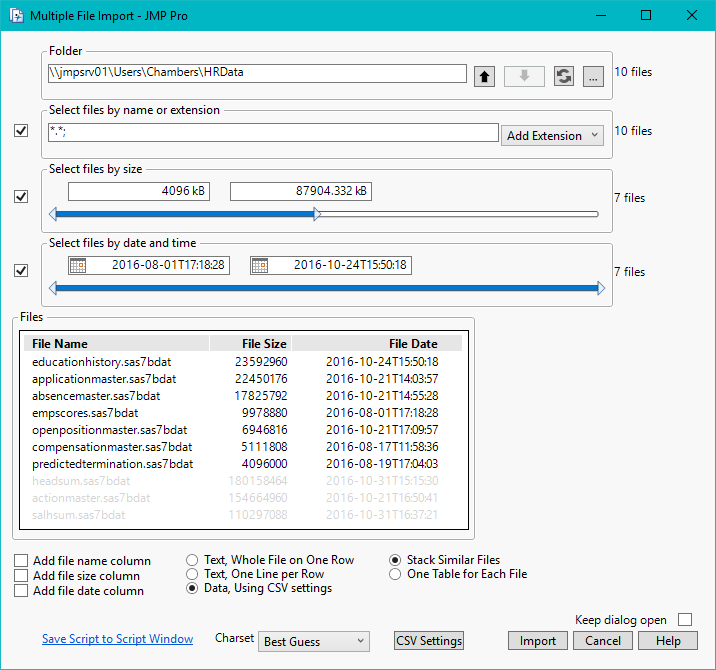 Multiple File Import - JMP Pro
Folder
\\jmpsrv01\Users\Chambers\HRData
...
10 files
Select files by name or extension
*.*;
Add Extension
10 files
Select files by size
4096 kB
87904.332 kB
7 files
Select files by date and time
2016-08-01T17:18:28
2016-10-24T15:50:18
7 files
Files
File Name File Size File Date
educationhistory.sas7bdat 23592960 2016-10-24T15:50:18
applicationmaster.sas7bdat 22450176 2016-10-21T14:03:57
absencemaster.sas7bdat 17825792 2016-10-21T14:55:28
empscores.sas7bdat 9978880 2016-08-01T17:18:28
openpositionmaster.sas7bdat 6946816 2016-10-21T17:09:57
compensationmaster.sas7bdat 5111808 2016-08-17T11:58:36
predictedtermination.sas7bdat 4096000 2016-08-19T17:04:03
headsum.sas7bdat 180158464 2016-10-31T15:15:30
actionmaster.sas7bdat 154664960 2016-10-21T16:50:41
salhsum.sas7bdat 110297088 2016-10-31T16:37:21
Add file name column
Add file size column
Add file date column
Text, Whole File on One Row
Text, One Line per Row
Data, Using CSV settings
Stack Similar Files
One Table for Each File
Keep dialog open
Save Script to Script Window
Charset
Best Guess
CSV Settings
Import
Cancel
Help